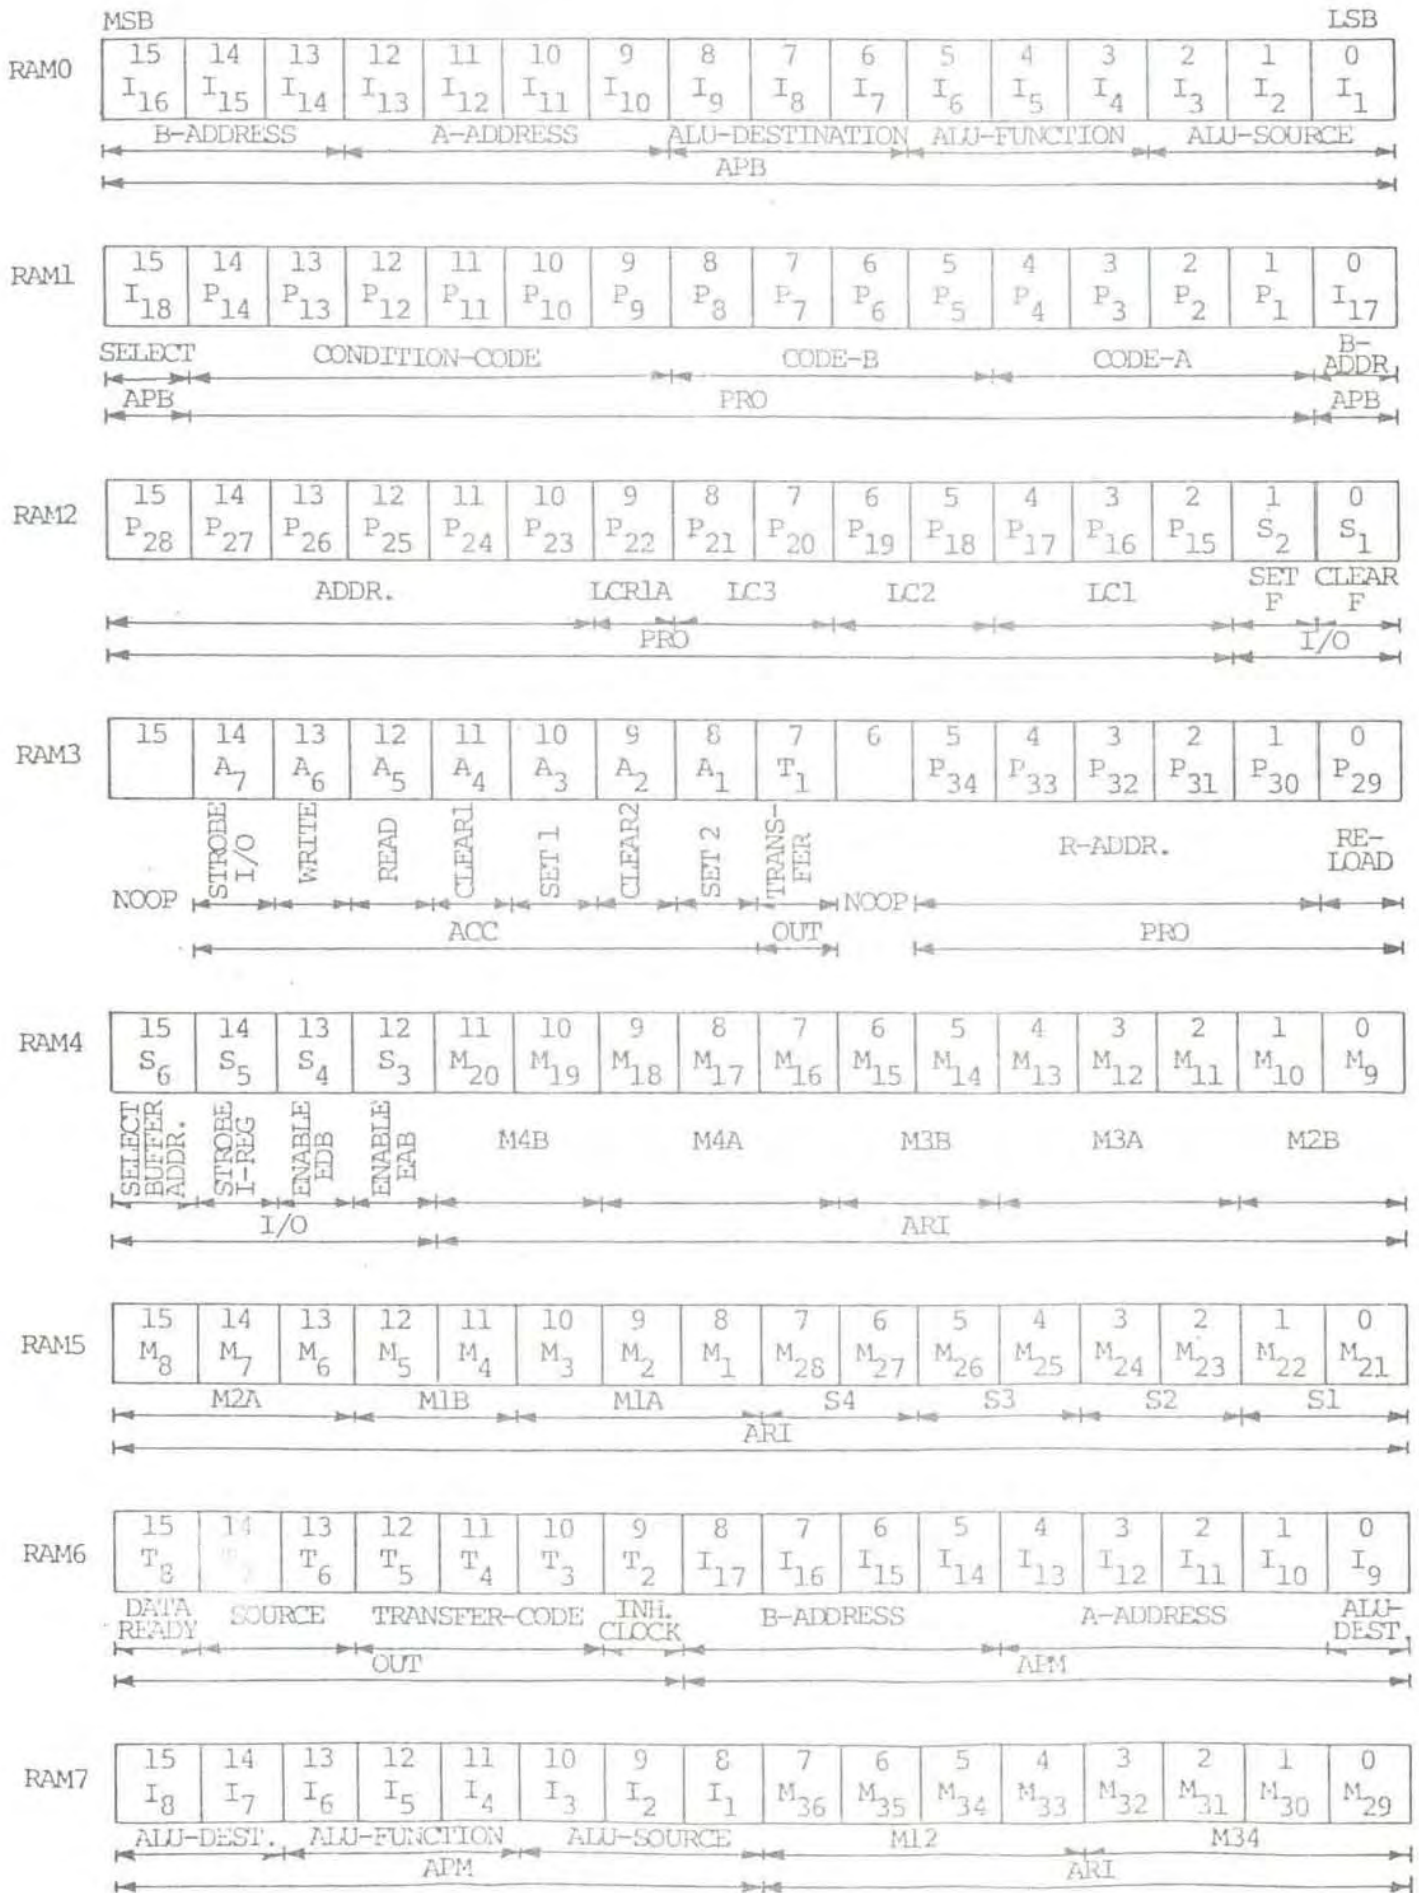 MSB LSB
RAM0
15 14 13 12 11 10 9 8 7 6 5 4 3 2 1 0
I16 I15 I14 I13 I12 I11 I10 I9 I8 I7 I6 I5 I4 I3 I2 I1
B-ADDRESS A-ADDRESS ALU-DESTINATION ALU-FUNCTION ALU-SOURCE
APB
RAM1
15 14 13 12 11 10 9 8 7 6 5 4 3 2 1 0
I18 P14 P13 P12 P11 P10 P9 P8 P7 P6 P5 P4 P3 P2 P1 I17
SELECT CONDITION-CODE CODE-B CODE-A B-ADDR.
APB PRO APB
RAM2
15 14 13 12 11 10 9 8 7 6 5 4 3 2 1 0
P28 P27 P26 P25 P24 P23 P22 P21 P20 P19 P18 P17 P16 P15 S2 S1
ADDR. LCR1A LC3 LC2 LC1 SET F CLEAR F
PRO I/O
RAM3
15 14 13 12 11 10 9 8 7 6 5 4 3 2 1 0
A7 A6 A5 A4 A3 A2 A1 T1 P34 P33 P32 P31 P30 P29
NOOP STROBE I/O WRITE READ CLEAR1 SET 1 CLEAR2 SET 2 TRANS-FER NOOP R-ADDR. RE-LOAD
ACC OUT PRO
RAM4
15 14 13 12 11 10 9 8 7 6 5 4 3 2 1 0
S6 S5 S4 S3 M20 M19 M18 M17 M16 M15 M14 M13 M12 M11 M10 M9
SELECT BUFFER ADDR. STROBE I-REG ENABLE EDB ENABLE EAB M4B M4A M3B M3A M2B
I/O ARI
RAM5
15 14 13 12 11 10 9 8 7 6 5 4 3 2 1 0
M8 M7 M6 M5 M4 M3 M2 M1 M28 M27 M26 M25 M24 M23 M22 M21
M2A M1B M1A S4 S3 S2 S1
ARI
RAM6
15 14 13 12 11 10 9 8 7 6 5 4 3 2 1 0
T8 T6 T5 T4 T3 T2 I17 I16 I15 I14 I13 I12 I11 I10 I9
DATA READY SOURCE TRANSFER-CODE INH. CLOCK B-ADDRESS A-ADDRESS ALU-DEST.
OUT APM
RAM7
15 14 13 12 11 10 9 8 7 6 5 4 3 2 1 0
I8 I7 I6 I5 I4 I3 I2 I1 M36 M35 M34 M33 M32 M31 M30 M29
ALU-DEST. ALU-FUNCTION ALU-SOURCE M12 M34
APM ARI